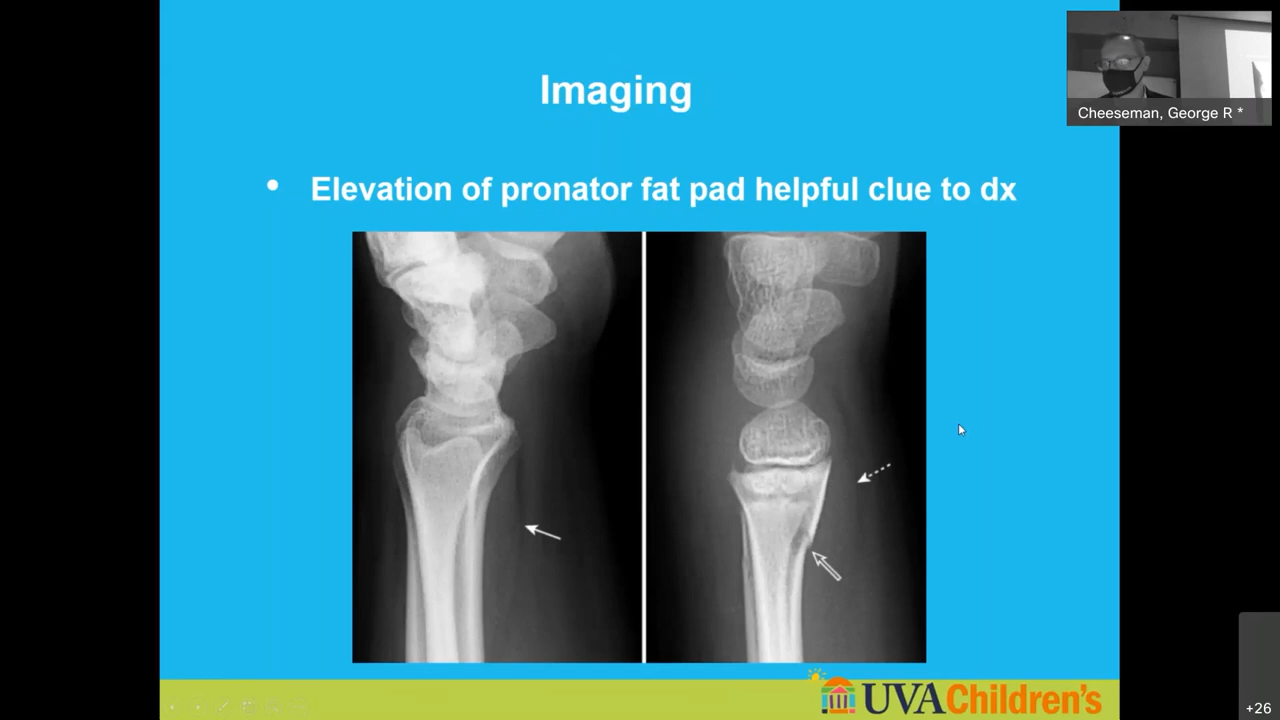 Imaging
Cheeseman, George R *
• Elevation of pronator fat pad helpful clue to dx
UVA Children's
+26